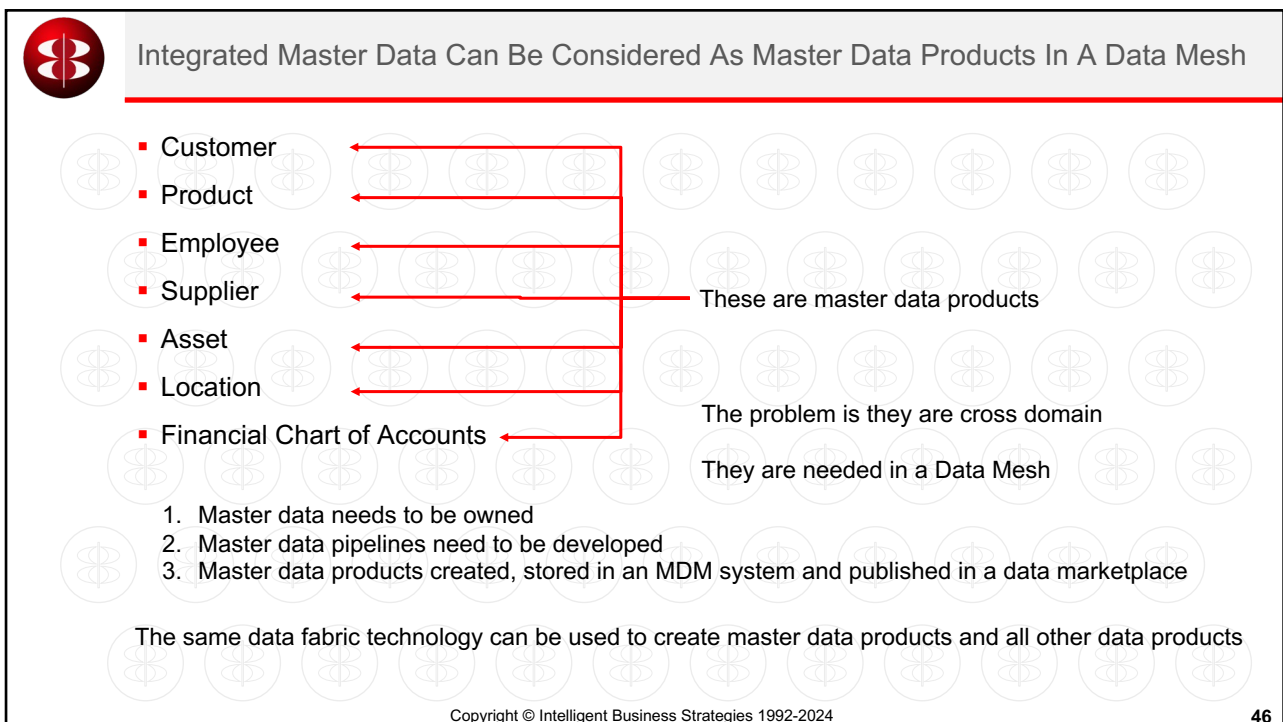 Integrated Master Data Can Be Considered As Master Data Products In A Data Mesh
▪ Customer
▪ Product
▪ Employee
▪ Supplier
These are master data products
▪ Asset
▪ Location
The problem is they are cross domain
▪ Financial Chart of Accounts
They are needed in a Data Mesh
1. Master data needs to be owned
2. Master data pipelines need to be developed
3. Master data products created, stored in an MDM system and published in a data marketplace
The same data fabric technology can be used to create master data products and all other data products
Copyright © Intelligent Business Strategies 1992-2024
46